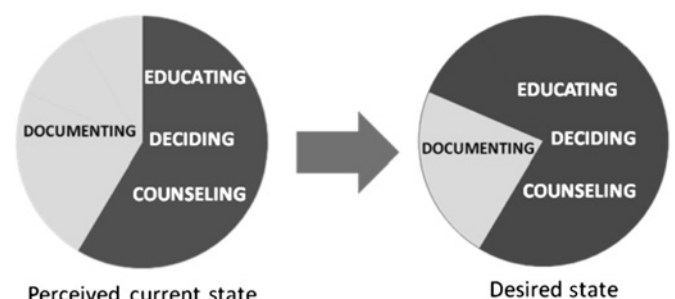 EDUCATING
DOCUMENTING
DECIDING
COUNSELING
Perceived current state
EDUCATING
DOCUMENTING
DECIDING
COUNSELING
Desired state